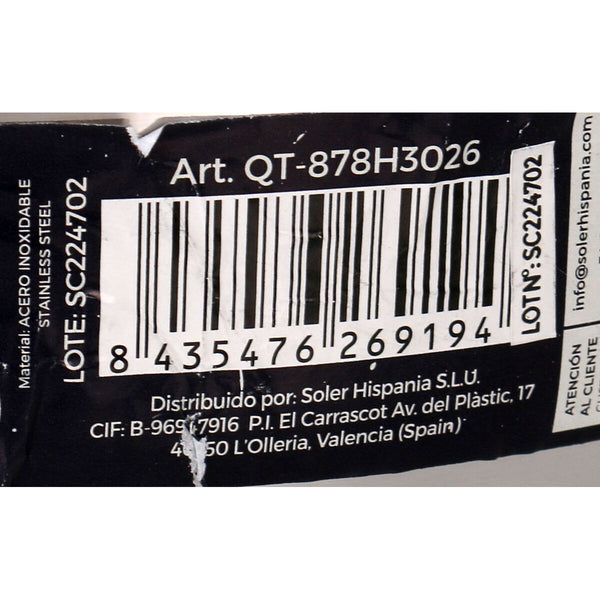 Art. QT-878H3026
Material: ACERO INOXIDABLE
STAINLESS STEEL
LOTE: SC224702
8 435476 269194
LOT Nº: SC224702
info@solerhispania.com
ATENCIÓN
AL CLIENTE
Distribuido por: Soler Hispania S.L.U.
CIF: P.I. El Carrascot Av. del Plàstic, 17
L'Olleria, Valencia (Spain)